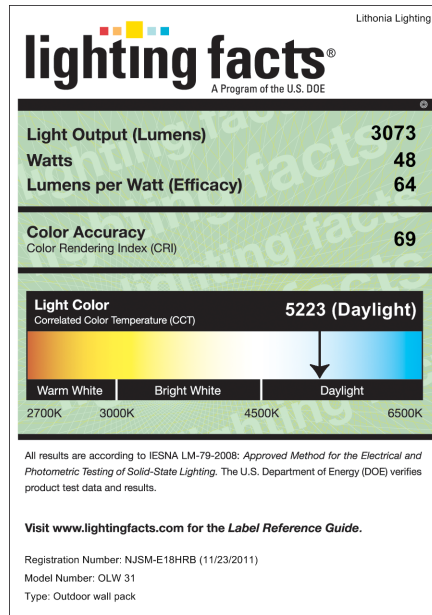 Lithonia Lighting
lighting facts®
A Program of the U.S. DOE
Light Output (Lumens) 3073
Watts 48
Lumens per Watt (Efficacy) 64
Color Accuracy
Color Rendering Index (CRI) 69
Light Color
Correlated Color Temperature (CCT) 5223 (Daylight)
Warm White Bright White Daylight
2700K 3000K 4500K 6500K
All results are according to IESNA LM-79-2008: Approved Method for the Electrical and
Photometric Testing of Solid-State Lighting. The U.S. Department of Energy (DOE) verifies
product test data and results.
Visit www.lightingfacts.com for the Label Reference Guide.
Registration Number: NJSM-E18HRB (11/23/2011)
Model Number: OLW 31
Type: Outdoor wall pack